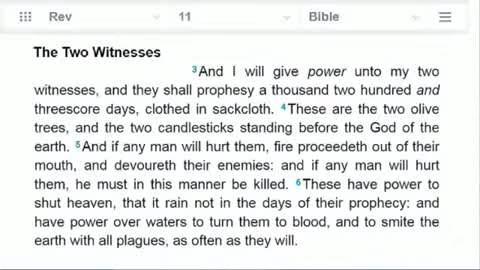 Rev 11 Bible
The Two Witnesses
3And I will give power unto my two
witnesses, and they shall prophesy a thousand two hundred and
threescore days, clothed in sackcloth. 4These are the two olive
trees, and the two candlesticks standing before the God of the
earth. 5And if any man will hurt them, fire proceedeth out of their
mouth, and devoureth their enemies: and if any man will hurt
them, he must in this manner be killed. 6These have power to
shut heaven, that it rain not in the days of their prophecy: and
have power over waters to turn them to blood, and to smite the
earth with all plagues, as often as they will.